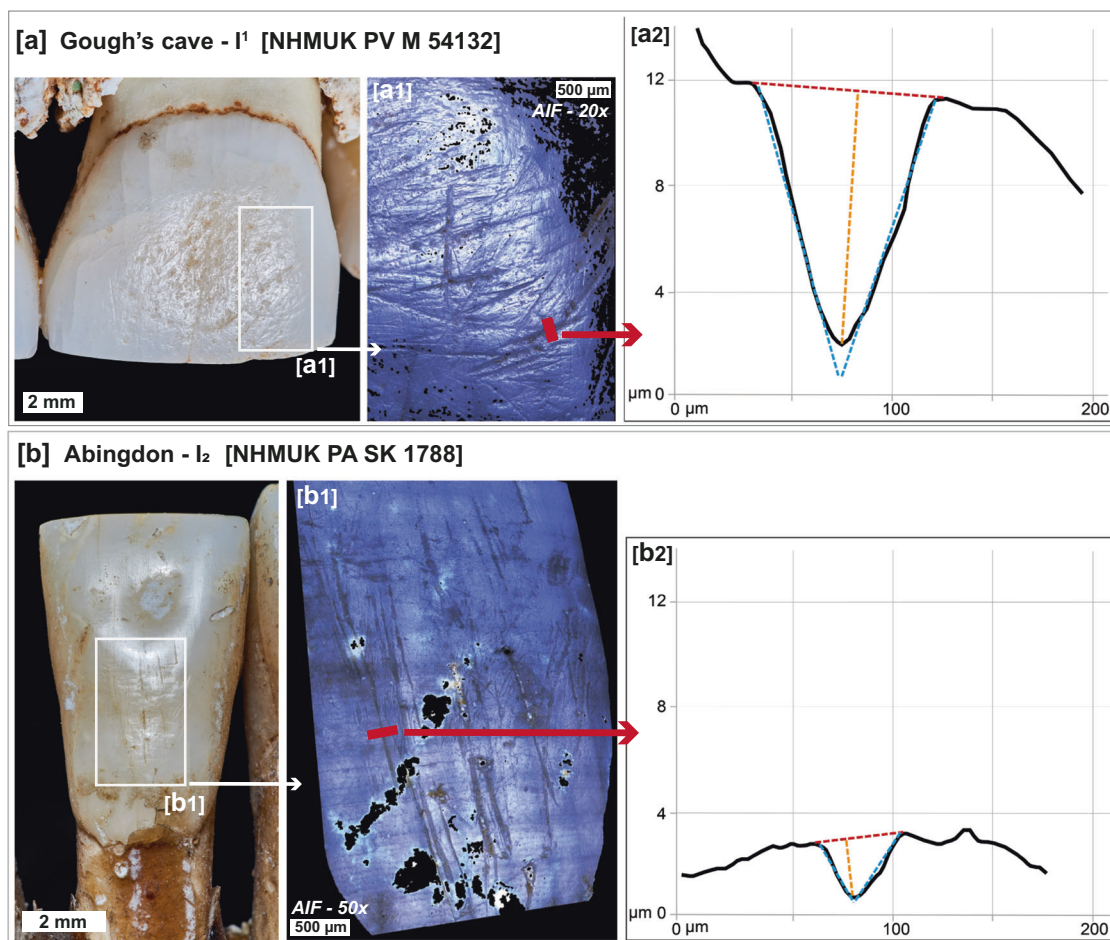 [a] Gough's cave - I¹ [NHMUK PV M 54132]
[a1]
2 mm
[a1]
500 µm
AIF - 20x
[a2]
12
8
4
µm 0
0 µm
100
200
[b] Abingdon - I₂ [NHMUK PA SK 1788]
[b1]
2 mm
[b1]
AIF - 50x
500 µm
[b2]
12
8
4
µm 0
0 µm
100
200